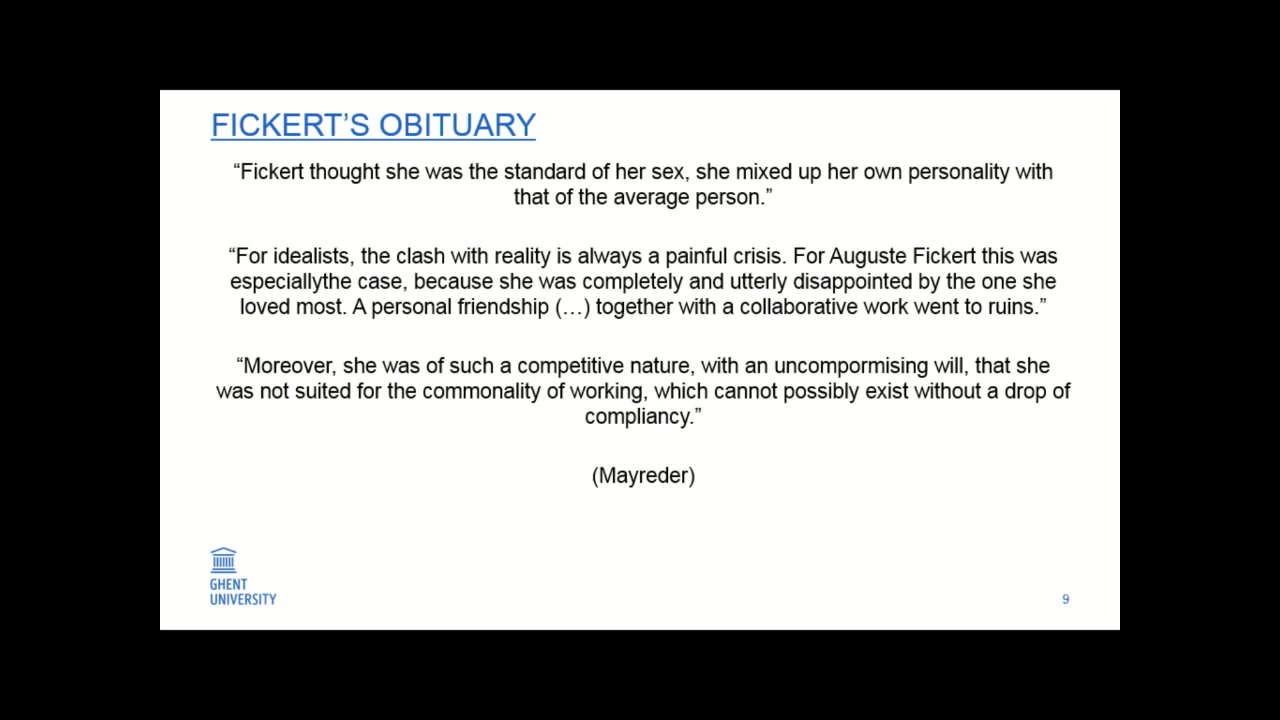 FICKERT’S OBITUARY
“Fickert thought she was the standard of her sex, she mixed up her own personality with
that of the average person.”
“For idealists, the clash with reality is always a painful crisis. For Auguste Fickert this was
especiallythe case, because she was completely and utterly disappointed by the one she
loved most. A personal friendship (…) together with a collaborative work went to ruins.”
“Moreover, she was of such a competitive nature, with an uncompormising will, that she
was not suited for the commonality of working, which cannot possibly exist without a drop of
compliancy.”
(Mayreder)
GHENT
UNIVERSITY
9